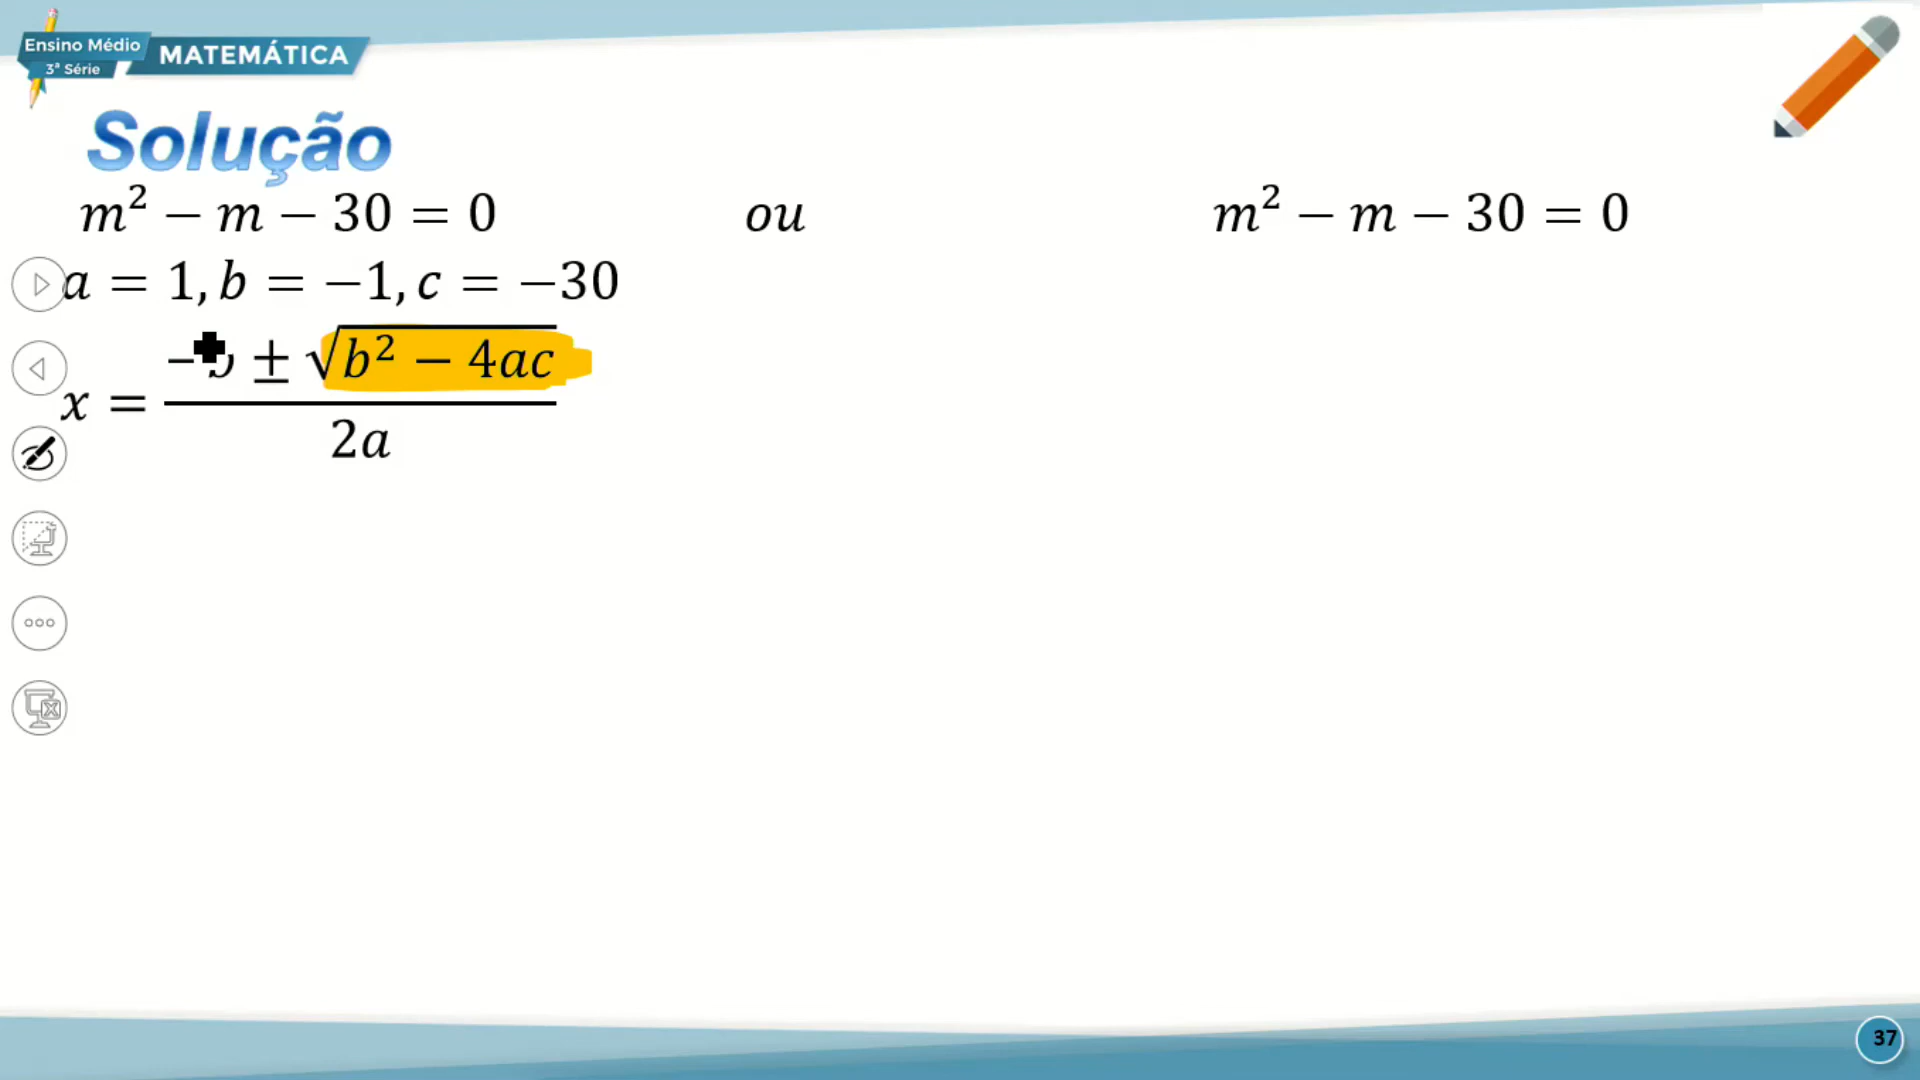 Ensino Médio
3ª Série
MATEMÁTICA
Solução
m² − m − 30 = 0 ou m² − m − 30 = 0
a = 1, b = −1, c = −30
x = (−b ± √(b² − 4ac)) / 2a
37